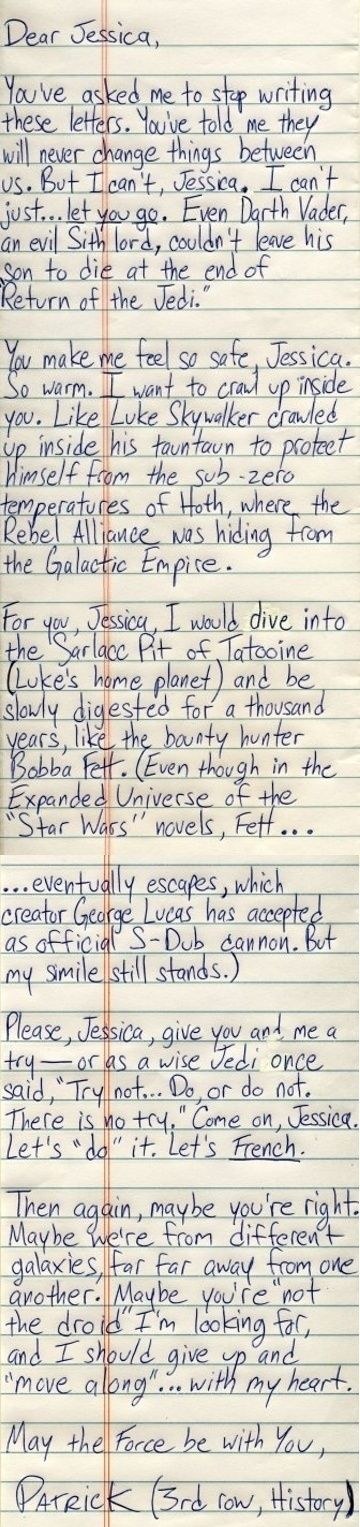 Dear Jessica,
You've asked me to stop writing
these letters. You've told me they
will never change things between
us. But I can't, Jessica. I can't
just...let you go. Even Darth Vader,
an evil Sith lord, couldn't leave his
son to die at the end of
"Return of the Jedi."
You make me feel so safe, Jessica.
So warm. I want to crawl up inside
you. Like Luke Skywalker crawled
up inside his tauntaun to protect
himself from the sub-zero
temperatures of Hoth, where the
Rebel Alliance was hiding from
the Galactic Empire.
For you, Jessica, I would dive into
the Sarlacc Pit of Tatooine
(Luke's home planet) and be
slowly digested for a thousand
years, like the bounty hunter
Bobba Fett. (Even though in the
Expanded Universe of the
"Star Wars" novels, Fett...
...eventually escapes, which
creator George Lucas has accepted
as official S-Dub cannon. But
my simile still stands.)
Please, Jessica, give you and me a
try—or as a wise Jedi once
said, "Try not... Do, or do not.
There is no try." Come on, Jessica.
Let's "do" it. Let's French.
Then again, maybe you're right.
Maybe we're from different
galaxies, far far away from one
another. Maybe you're "not
the droid" I'm looking for,
and I should give up and
"move along"... with my heart.
May the Force be with You,
PATRICK (3rd row, History)